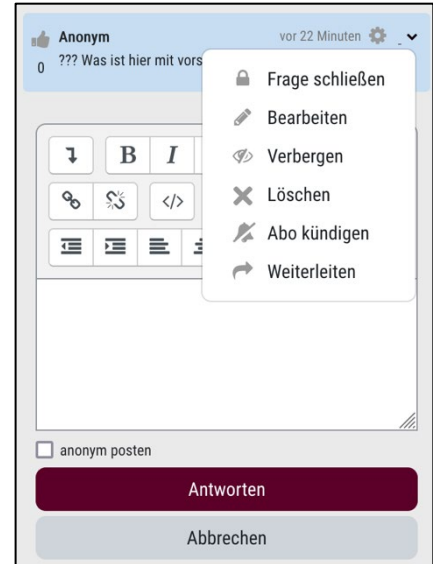 Anonym vor 22 Minuten
??? Was ist hier mit vors
0
Frage schließen
Bearbeiten
Verbergen
Löschen
Abo kündigen
Weiterleiten
B I
</>
anonym posten
Antworten
Abbrechen